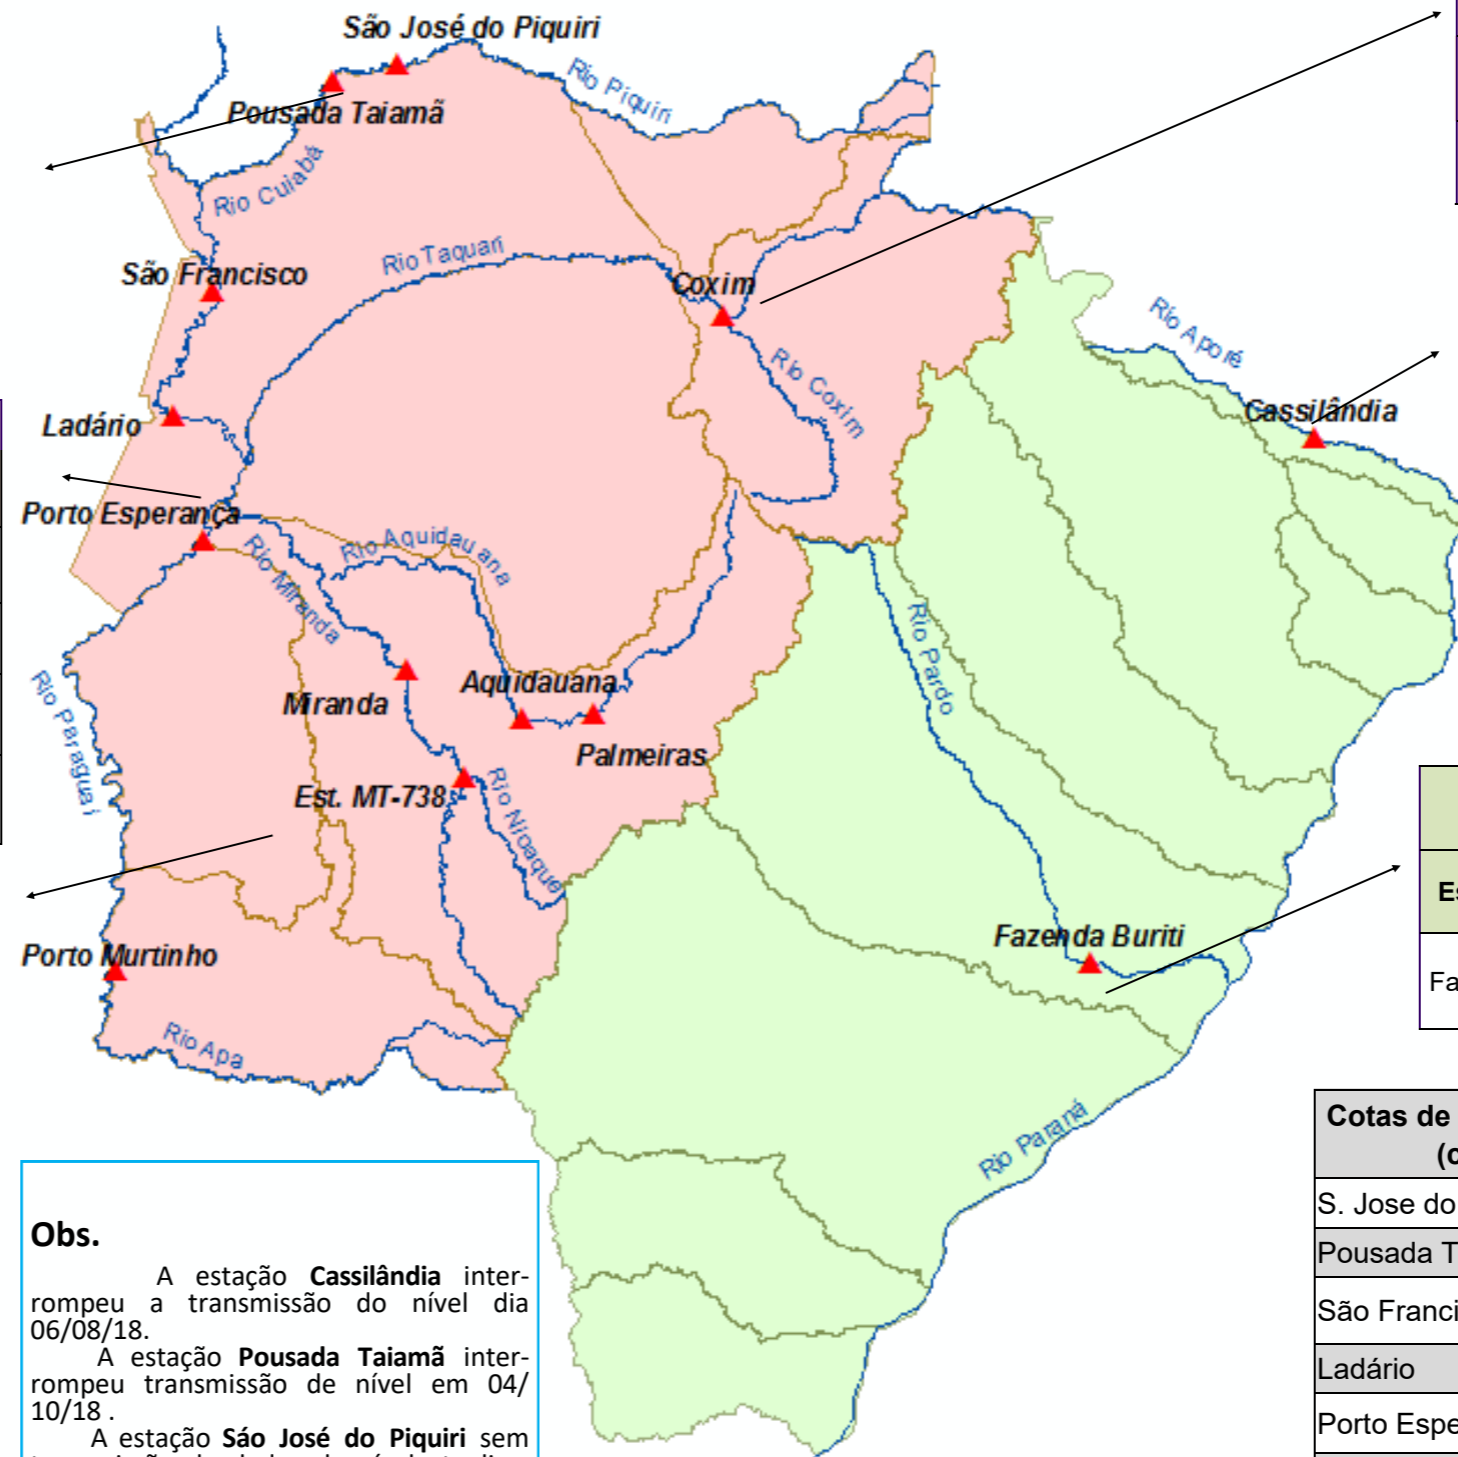 São José do Piquiri
Rio Piquiri
Pousada Taiamã
Rio Cuiabá
Rio Taquari
São Francisco
Coxim
Rio Aporé
Rio Coxim
Cassilândia
Ladário
Porto Esperança
Rio Aquidauana
Rio Miranda
Rio Pardo
Rio Paraguai
Aquidauana
Miranda
Palmeiras
Est. MT-738
Rio Nioaque
Es
Fazenda Buriti
Porto Murtinho
Fa
Rio Apa
Rio Paraná
Cotas de
(c
S. Jose do
Pousada T
São Franci
Ladário
Porto Espe
Obs.
A estação Cassilândia inter-
rompeu a transmissão do nível dia
06/08/18.
A estação Pousada Taiamã inter-
rompeu transmissão de nível em 04/
10/18 .
A estação Sáo José do Piquiri sem